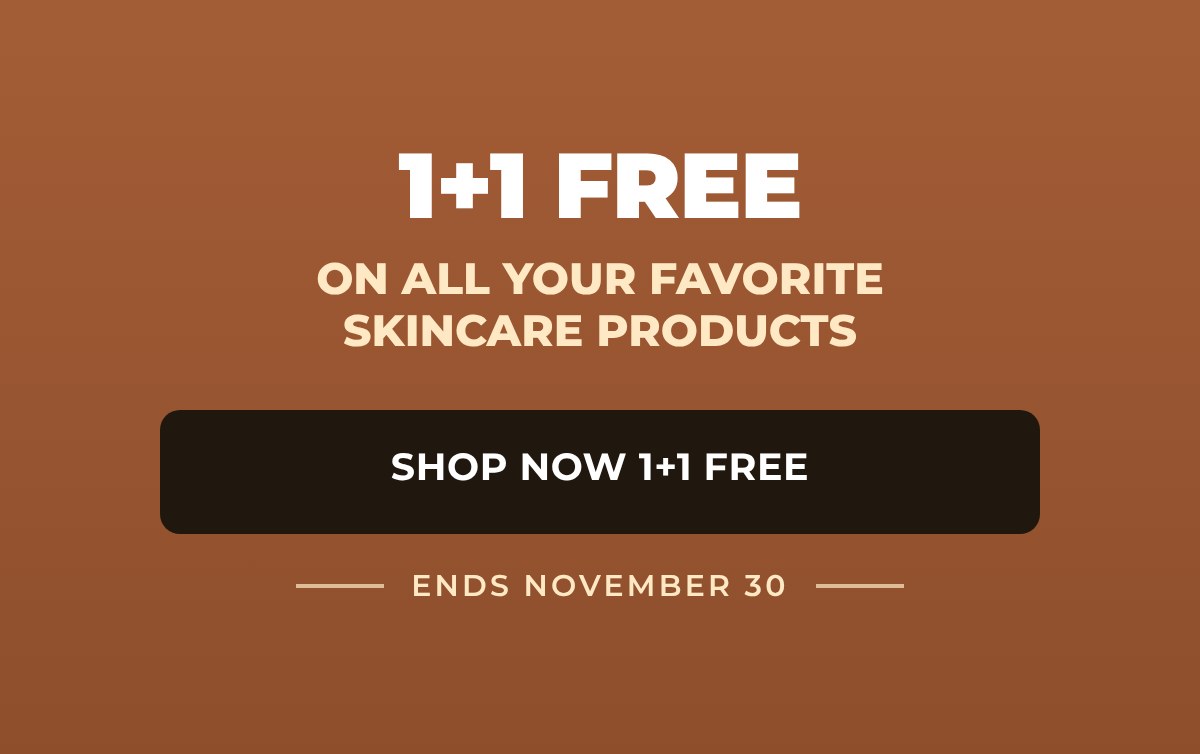 1+1 FREE
ON ALL YOUR FAVORITE
SKINCARE PRODUCTS
SHOP NOW 1+1 FREE
ENDS NOVEMBER 30